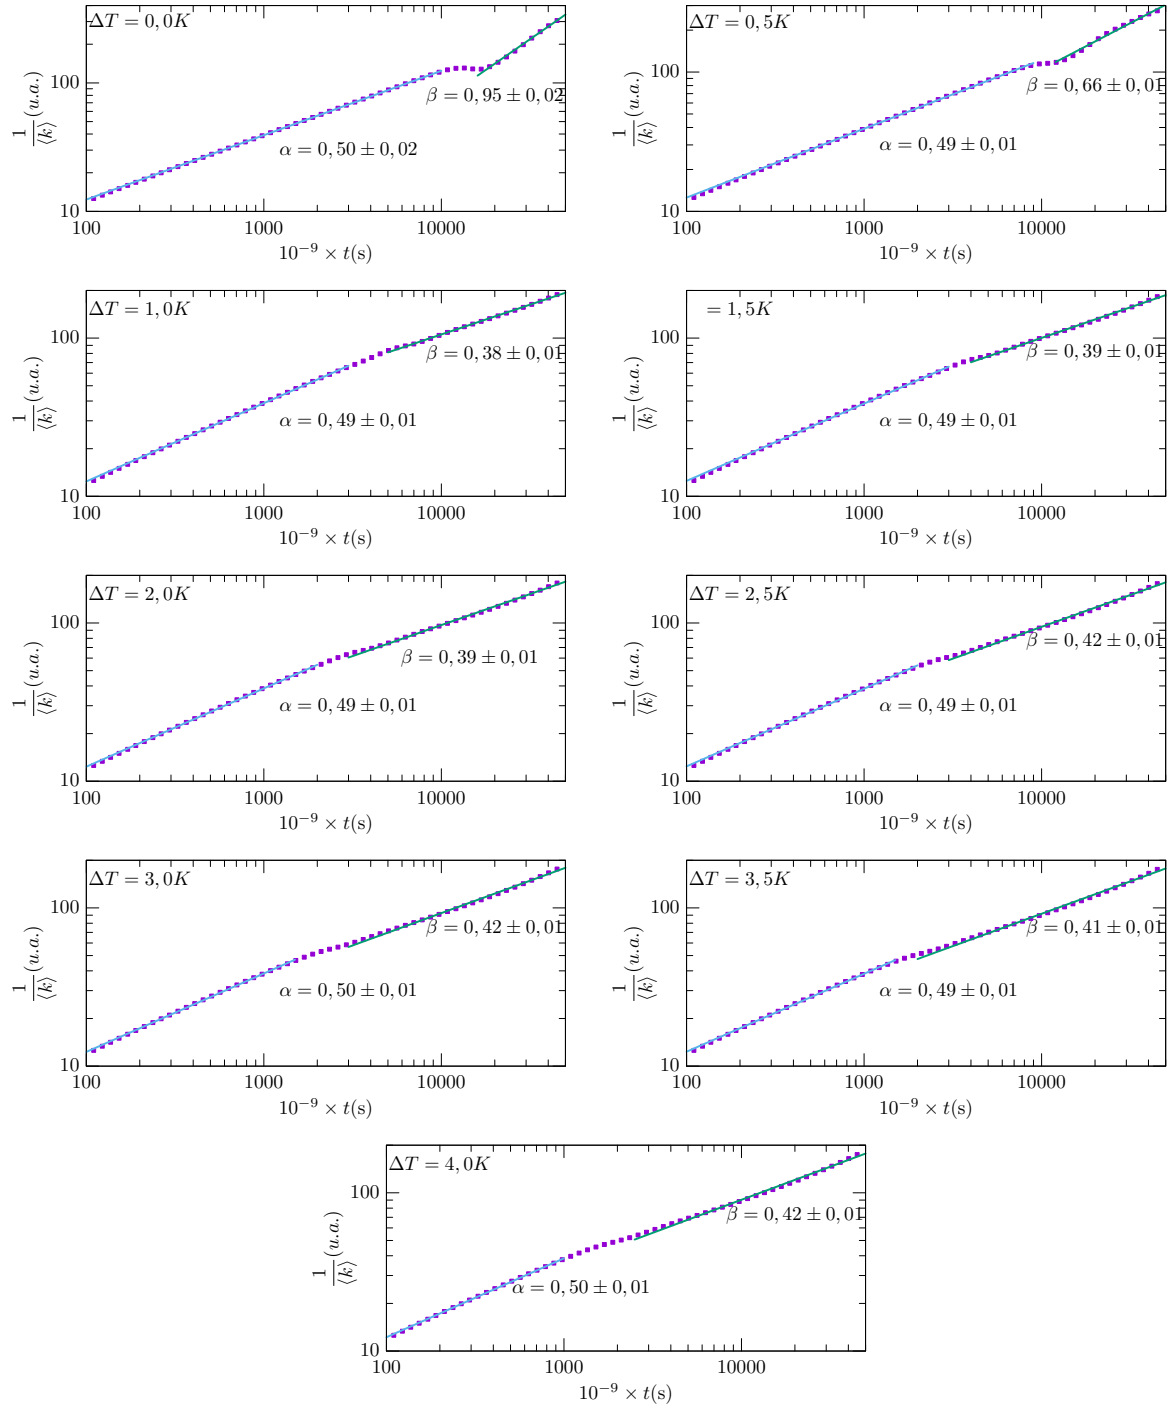 ΔT = 0,0K
100
10
1/⟨k⟩ (u.a.)
β = 0,95 ± 0,02
α = 0,50 ± 0,02
100 1000 10000
10⁻⁹ × t(s)
ΔT = 0,5K
100
10
1/⟨k⟩ (u.a.)
β = 0,66 ± 0,01
α = 0,49 ± 0,01
100 1000 10000
10⁻⁹ × t(s)
ΔT = 1,0K
100
10
1/⟨k⟩ (u.a.)
β = 0,38 ± 0,01
α = 0,49 ± 0,01
100 1000 10000
10⁻⁹ × t(s)
= 1,5K
100
10
1/⟨k⟩ (u.a.)
β = 0,39 ± 0,01
α = 0,49 ± 0,01
100 1000 10000
10⁻⁹ × t(s)
ΔT = 2,0K
100
10
1/⟨k⟩ (u.a.)
β = 0,39 ± 0,01
α = 0,49 ± 0,01
100 1000 10000
10⁻⁹ × t(s)
ΔT = 2,5K
100
10
1/⟨k⟩ (u.a.)
β = 0,42 ± 0,01
α = 0,49 ± 0,01
100 1000 10000
10⁻⁹ × t(s)
ΔT = 3,0K
100
10
1/⟨k⟩ (u.a.)
β = 0,42 ± 0,01
α = 0,50 ± 0,01
100 1000 10000
10⁻⁹ × t(s)
ΔT = 3,5K
100
10
1/⟨k⟩ (u.a.)
β = 0,41 ± 0,01
α = 0,49 ± 0,01
100 1000 10000
10⁻⁹ × t(s)
ΔT = 4,0K
100
10
1/⟨k⟩ (u.a.)
β = 0,42 ± 0,01
α = 0,50 ± 0,01
100 1000 10000
10⁻⁹ × t(s)